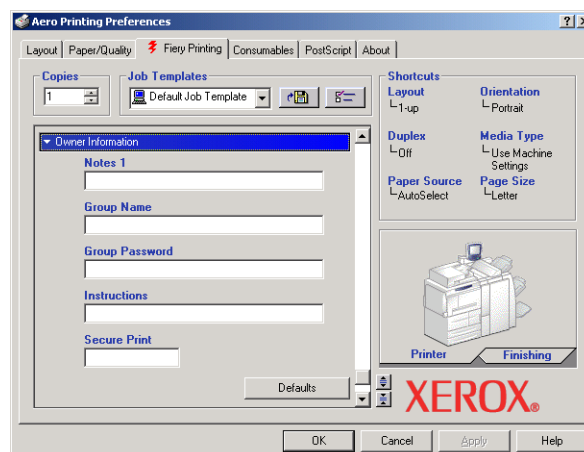 Aero Printing Preferences
Layout Paper/Quality Fiery Printing Consumables PostScript About
Copies
1
Job Templates
Default Job Template
Owner Information
Notes 1
Group Name
Group Password
Instructions
Secure Print
Defaults
Shortcuts
Layout
1-up
Orientation
Portrait
Duplex
Off
Media Type
Use Machine
Settings
Paper Source
AutoSelect
Page Size
Letter
Printer Finishing
XEROX®
OK Cancel Apply Help